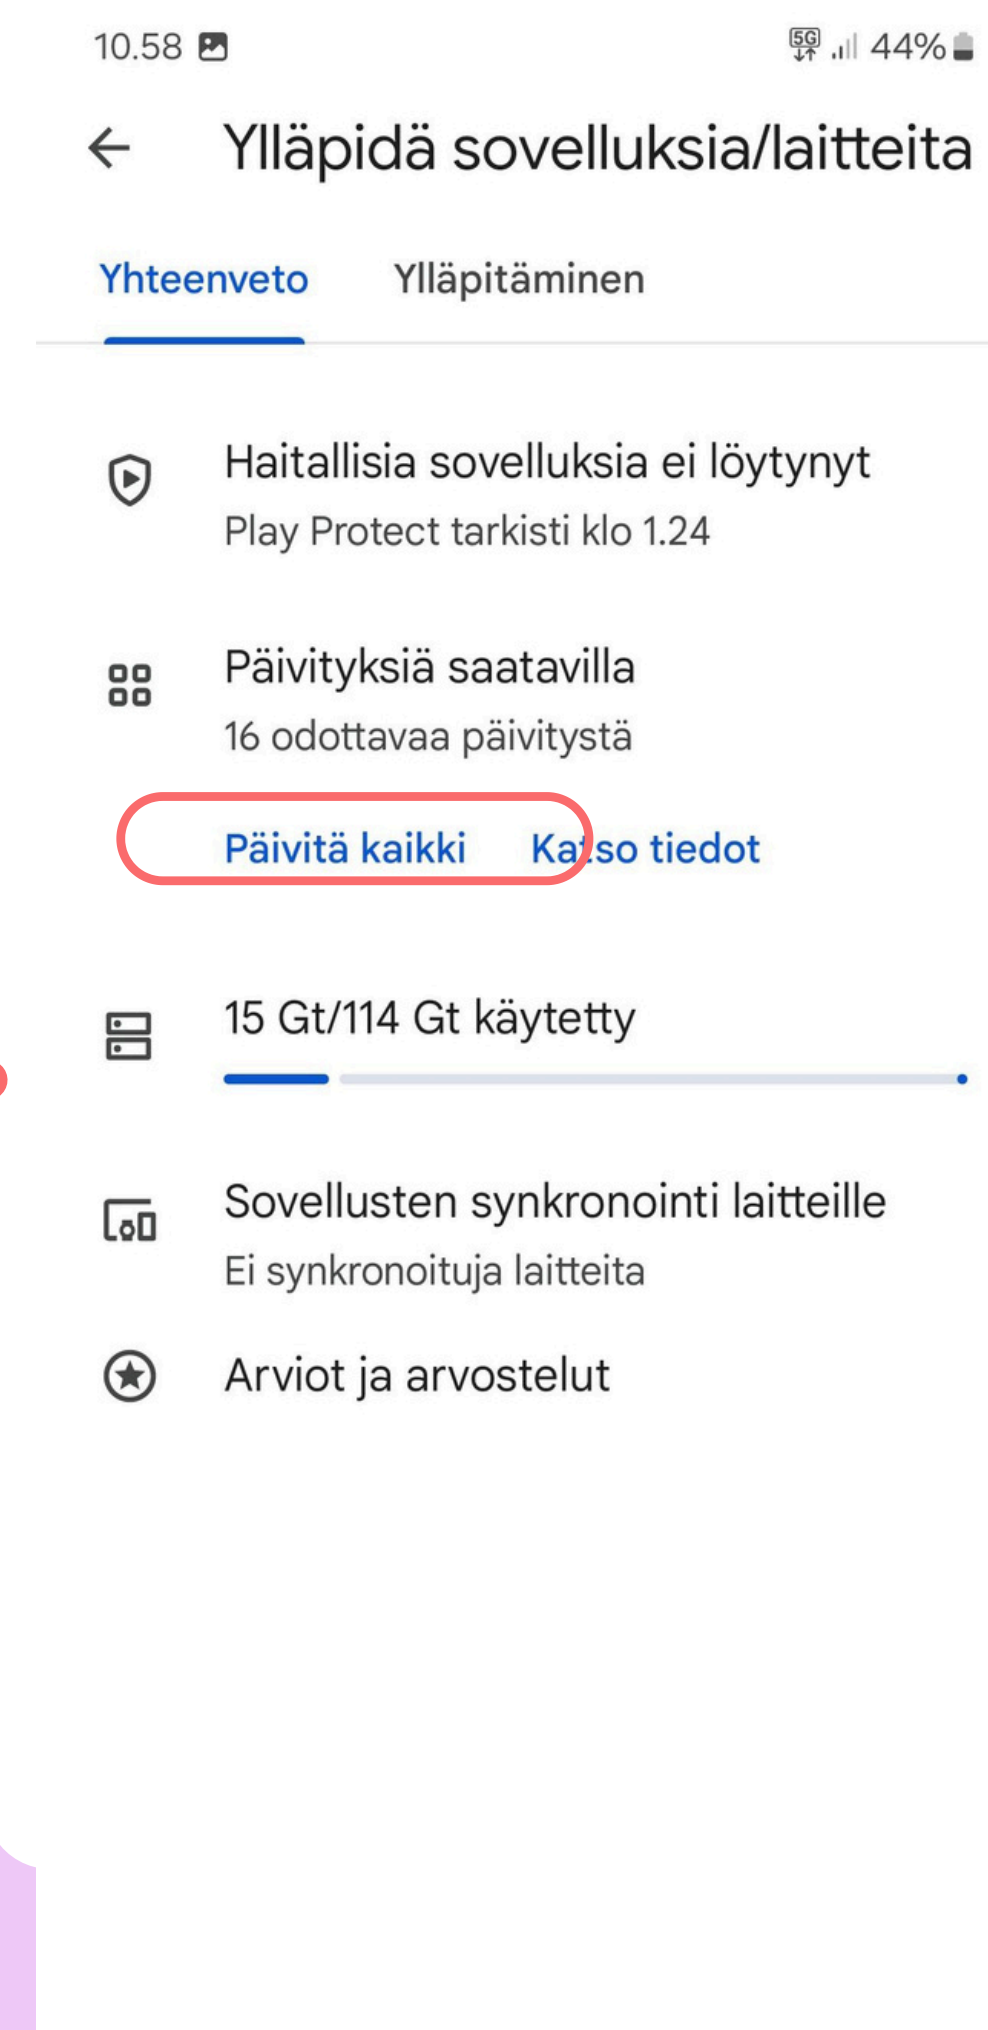 10.58 5G 44%
Ylläpidä sovelluksia/laitteita
Yhteenveto Ylläpitäminen
Haitallisia sovelluksia ei löytynyt
Play Protect tarkisti klo 1.24
Päivityksiä saatavilla
16 odottavaa päivitystä
Päivitä kaikki Katso tiedot
15 Gt/114 Gt käytetty
Sovellusten synkronointi laitteille
Ei synkronoituja laitteita
Arviot ja arvostelut